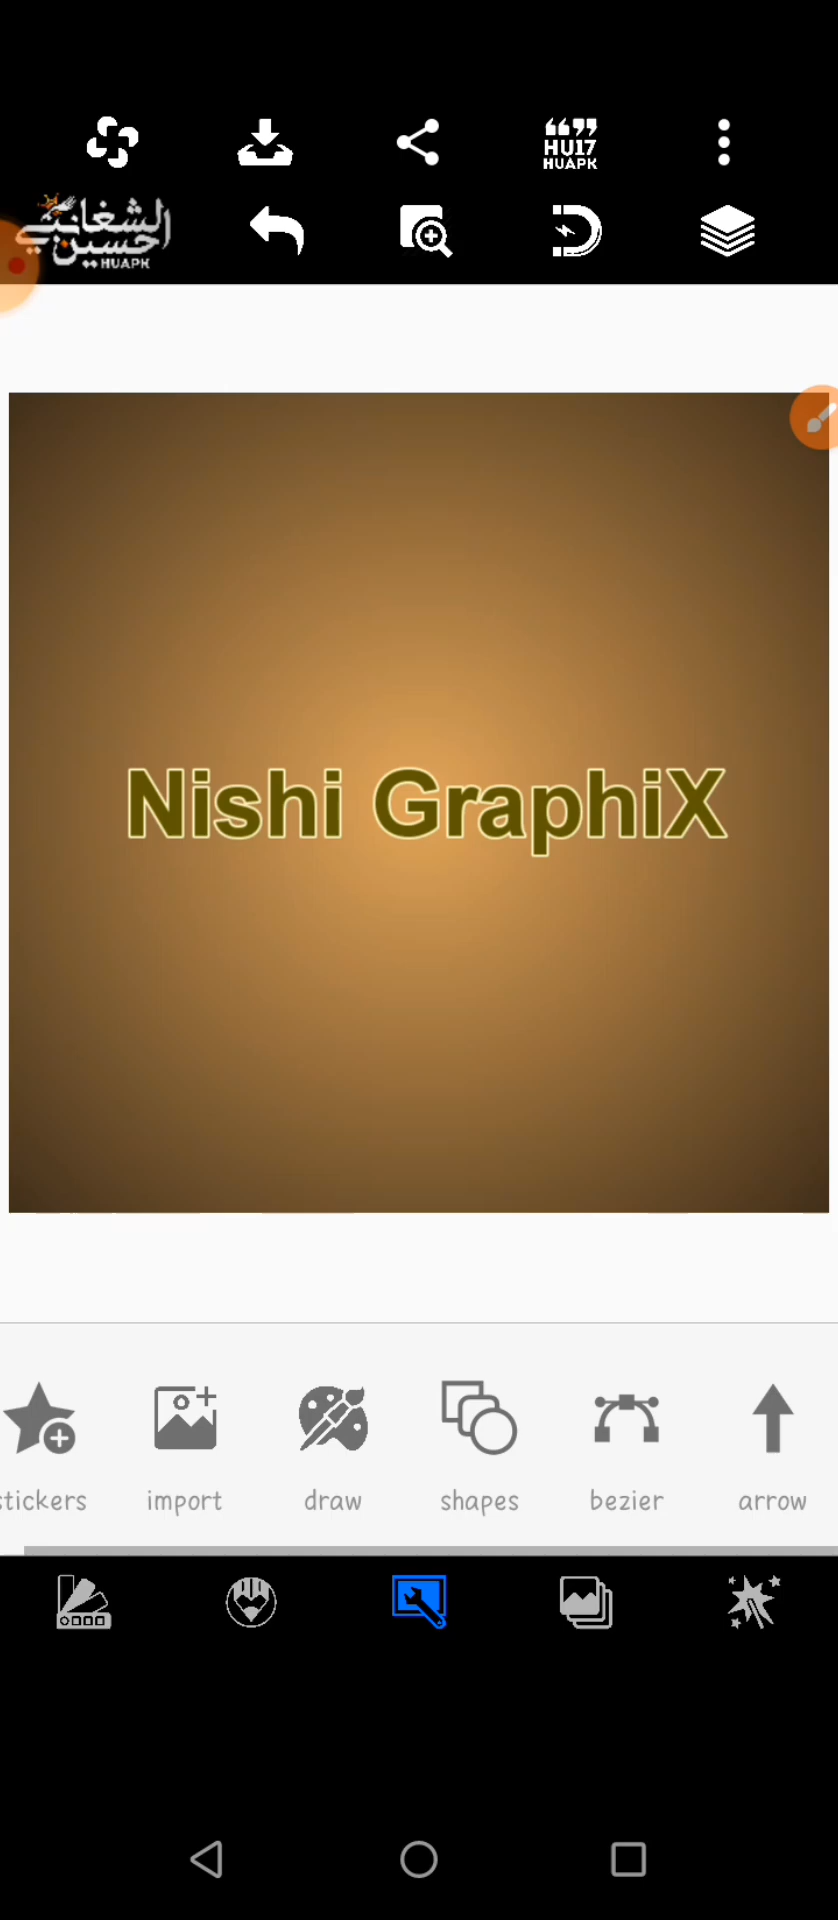 HU17
HUAPK
الشغانبي
حسين
HUAPK
Nishi GraphiX
stickers
import
draw
shapes
bezier
arrow